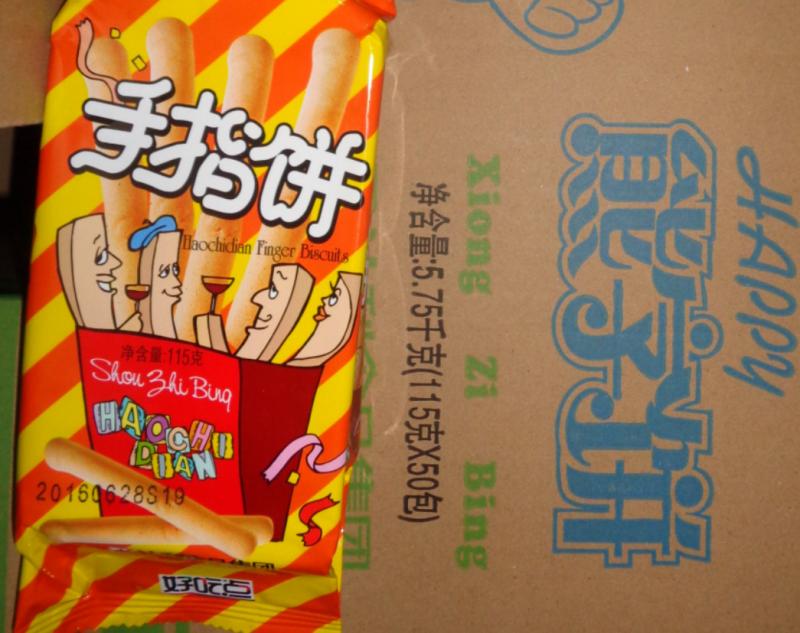 手指饼
Haochidian Finger Biscuits
净含量:115克
Shou Zhi Bing
HAOCHI
DIAN
20160628S19
好吃点
HAPPY
熊子饼
Xiong Zi Bing
净含量:5.75千克(115克X50包)